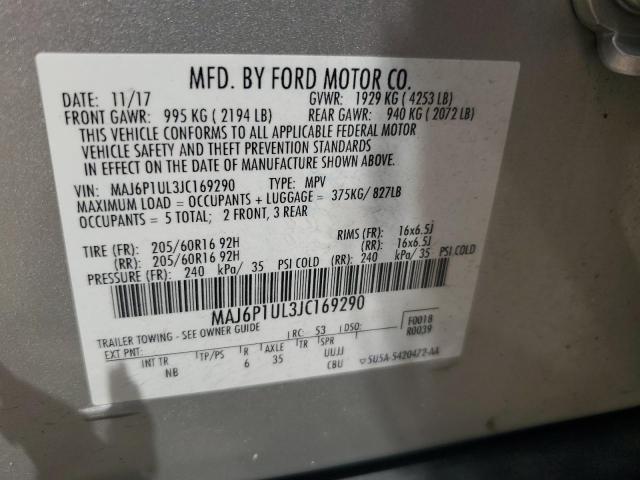 MFD. BY FORD MOTOR CO.
DATE: 11/17 GVWR: 1929 KG ( 4253 LB)
FRONT GAWR: 995 KG ( 2194 LB) REAR GAWR: 940 KG ( 2072 LB)
THIS VEHICLE CONFORMS TO ALL APPLICABLE FEDERAL MOTOR
VEHICLE SAFETY AND THEFT PREVENTION STANDARDS
IN EFFECT ON THE DATE OF MANUFACTURE SHOWN ABOVE.
VIN: MAJ6P1UL3JC169290 TYPE: MPV
MAXIMUM LOAD = OCCUPANTS + LUGGAGE = 375KG/ 827LB
OCCUPANTS = 5 TOTAL; 2 FRONT, 3 REAR
TIRE (FR): 205/60R16 92H RIMS (FR): 16x6.5J
(RR): 205/60R16 92H (RR): 16x6.5J
PRESSURE (FR): 240 kPa/ 35 PSI COLD (RR): 240 kPa/ 35 PSI COLD
MAJ6P1UL3JC169290
TRAILER TOWING - SEE OWNER GUIDE
F0018
R0039
EXT PNT: RC: 53 DSO:
INT TR TP/PS R AXLE TR SPR
NB 6 35 UUJJ
CBU 5U5A-S420472-AA